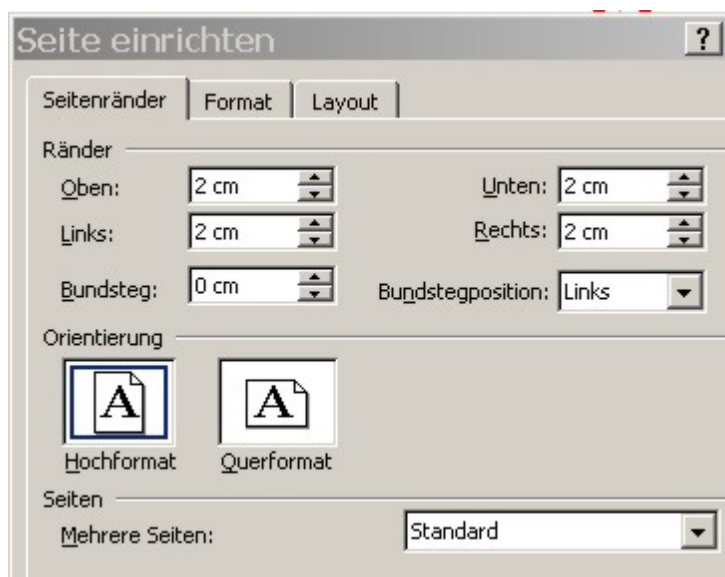 Seite einrichten ?
Seitenränder Format Layout
Ränder
Oben: 2 cm Unten: 2 cm
Links: 2 cm Rechts: 2 cm
Bundsteg: 0 cm Bundstegposition: Links
Orientierung
A A
Hochformat Querformat
Seiten
Mehrere Seiten: Standard